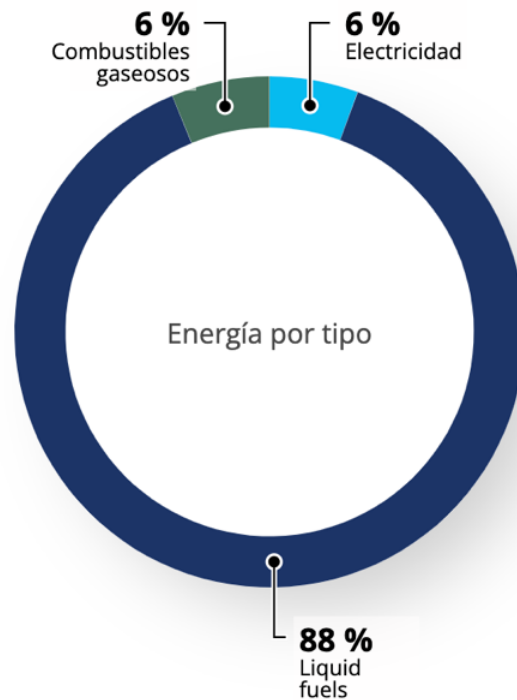 6 %
Combustibles
gaseosos
6 %
Electricidad
Energía por tipo
88 %
Liquid
fuels